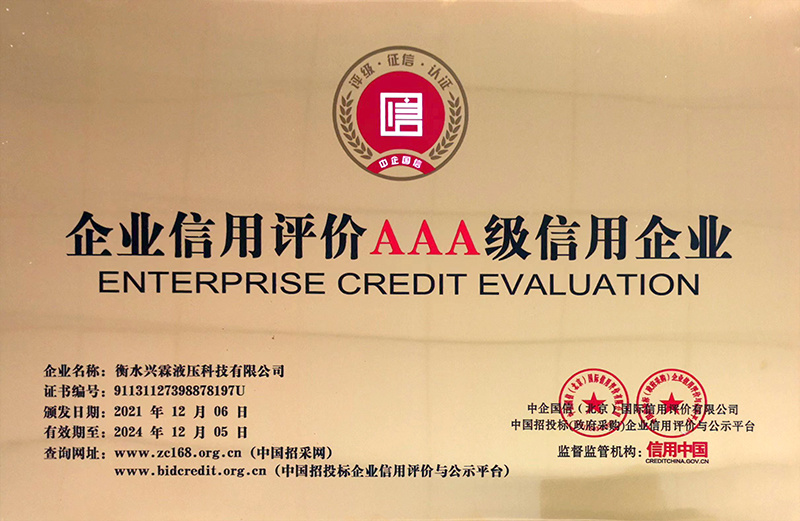 评级·征信·认证
信
中企国信
企业信用评价AAA级信用企业
ENTERPRISE CREDIT EVALUATION
企业名称：衡水兴霖液压科技有限公司
证书编号：91131127398878197U
颁发日期：2021 年 12 月 06 日
有效期至：2024 年 12 月 05 日
查询网址：www.zc168.org.cn (中国招采网)
www.bidcredit.org.cn (中国招投标企业信用评价与公示平台)
中企国信（北京）国际信用评价有限公司
中国招投标(政府采购)企业信用评价与公示平台
监督监管机构：信用中国
CREDITCHINA.GOV.CN